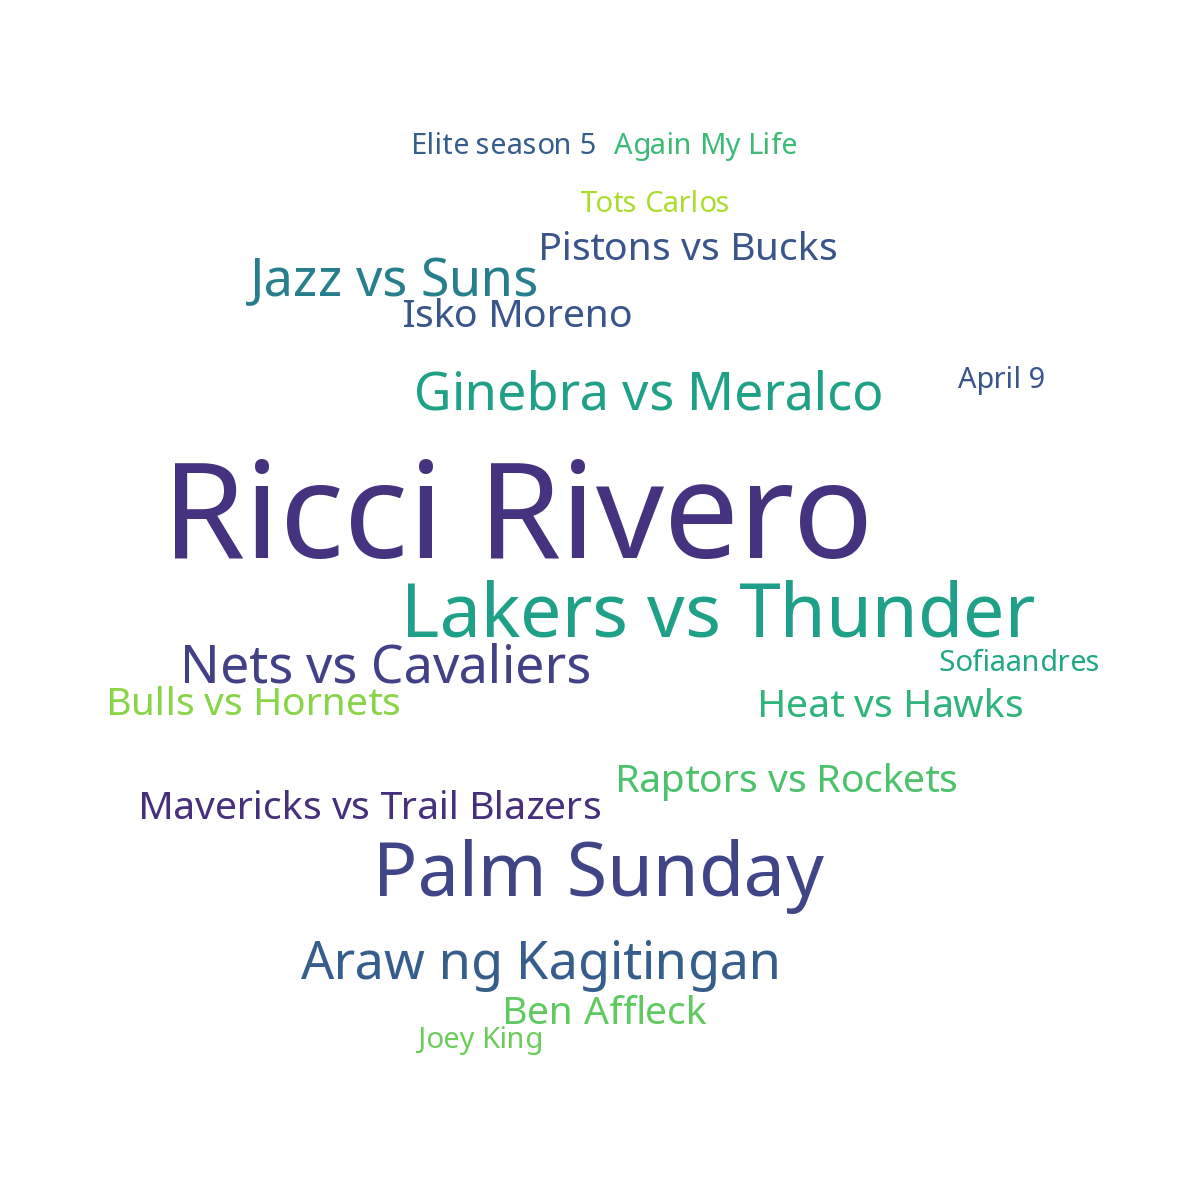 Elite season 5
Again My Life
Tots Carlos
Pistons vs Bucks
Jazz vs Suns
Isko Moreno
Ginebra vs Meralco
April 9
Ricci Rivero
Lakers vs Thunder
Nets vs Cavaliers
Sofiaandres
Bulls vs Hornets
Heat vs Hawks
Raptors vs Rockets
Mavericks vs Trail Blazers
Palm Sunday
Araw ng Kagitingan
Ben Affleck
Joey King